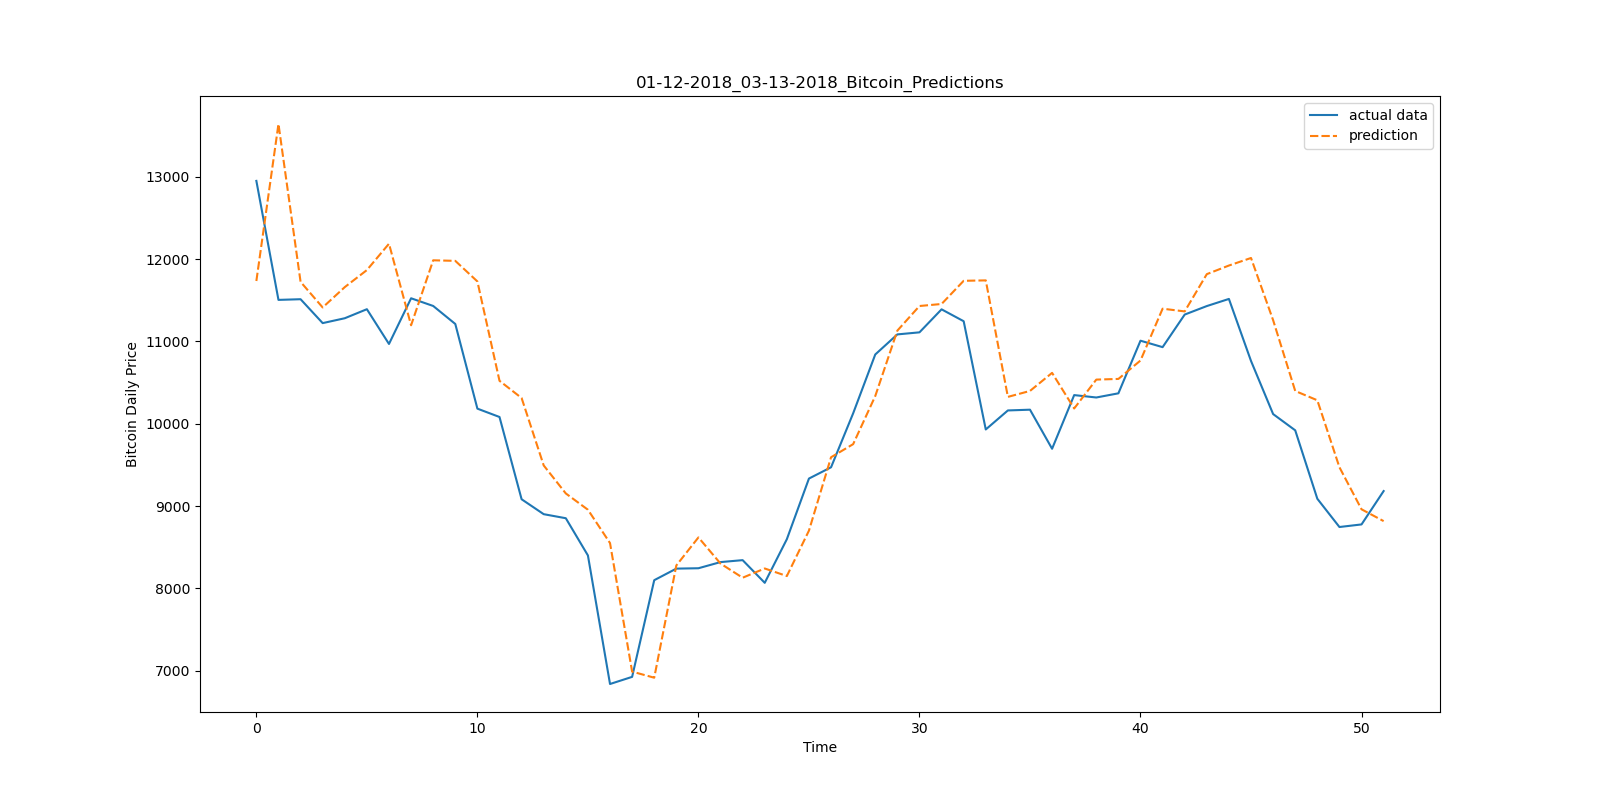 01-12-2018_03-13-2018_Bitcoin_Predictions
actual data
prediction
13000
12000
11000
10000
9000
8000
7000
Bitcoin Daily Price
0 10 20 30 40 50
Time